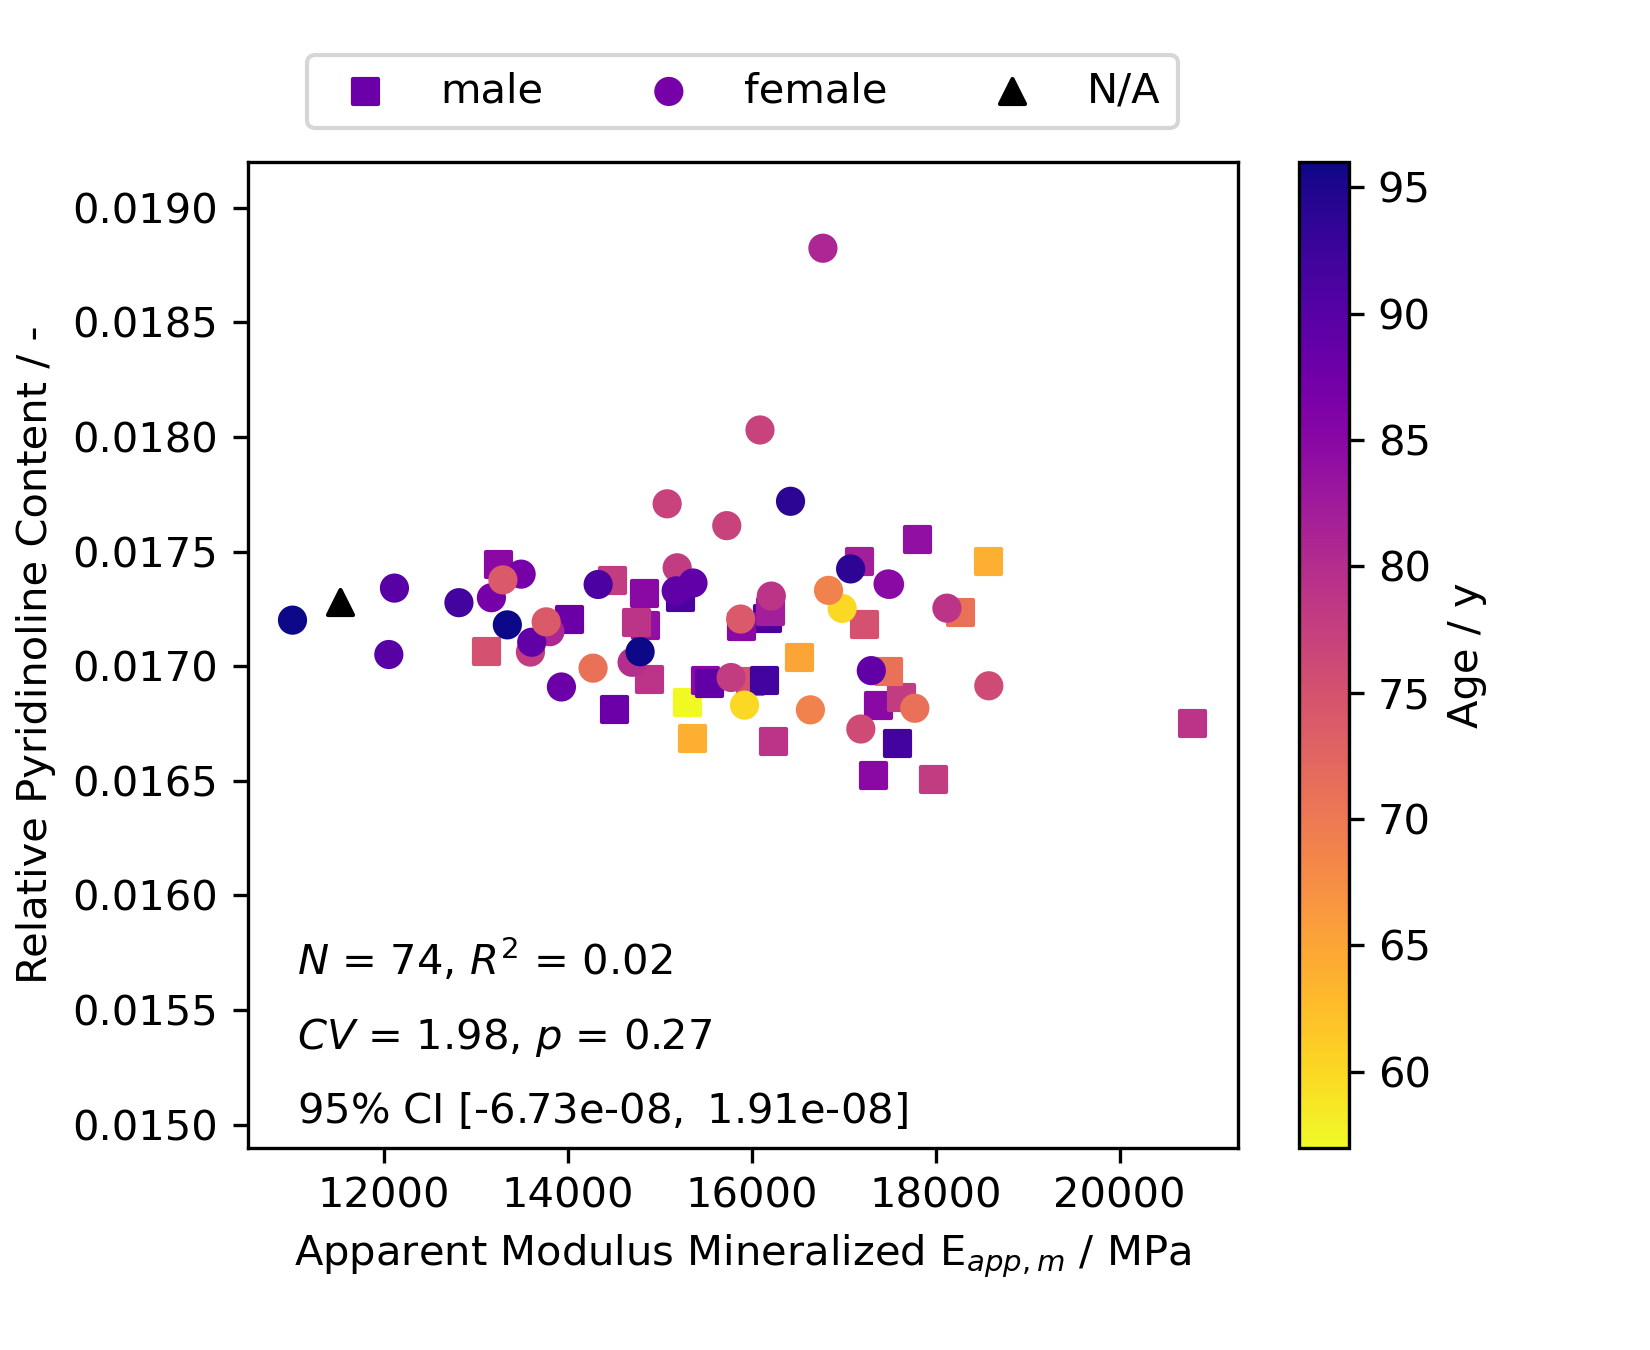 male female N/A
0.0190
0.0185
0.0180
0.0175
0.0170
0.0165
0.0160
0.0155
0.0150
Relative Pyridinoline Content / -
N = 74, R² = 0.02
CV = 1.98, p = 0.27
95% CI [-6.73e-08, 1.91e-08]
12000 14000 16000 18000 20000
Apparent Modulus Mineralized E_app,m / MPa
95
90
85
80
75
70
65
60
Age / y